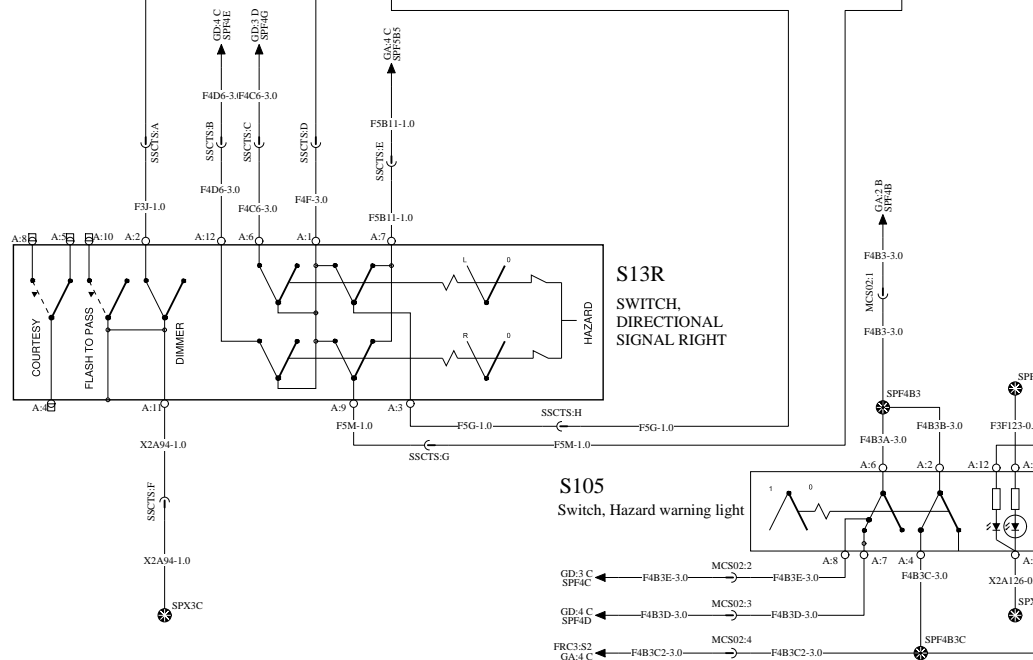 GD:4 C
SPF4E
GD:3 D
SPF4G
GA:4 C
SPF5B5
F4D6-3.0
F4C6-3.0
F5B11-1.0
SSCTS:A
SSCTS:B
SSCTS:C
SSCTS:D
SSCTS:E
F3J-1.0
F4D6-3.0
F4C6-3.0
F4F-3.0
F5B11-1.0
A:8
A:5
A:10
A:2
A:12
A:6
A:1
A:7
COURTESY
FLASH TO PASS
DIMMER
L
0
R
0
HAZARD
S13R
SWITCH,
DIRECTIONAL
SIGNAL RIGHT
A:4
A:11
A:9
A:3
X2A94-1.0
F5M-1.0
F5G-1.0
SSCTS:H
F5G-1.0
SSCTS:G
F5M-1.0
SSCTS:F
X2A94-1.0
SPX3C
GA:2 B
SPF4B
F4B3-3.0
MCS02:1
F4B3-3.0
SPF4B3
F4B3A-3.0
F4B3B-3.0
F3F123-0.
A:6
A:2
A:12
S105
Switch, Hazard warning light
1
0
A:8
A:7
A:4
F4B3C-3.0
X2A126-0
GD:3 C
SPF4C
F4B3E-3.0
MCS02:2
F4B3E-3.0
GD:4 C
SPF4D
F4B3D-3.0
MCS02:3
F4B3D-3.0
FRC3:S2
GA:4 C
F4B3C2-3.0
MCS02:4
F4B3C2-3.0
SPF4B3C